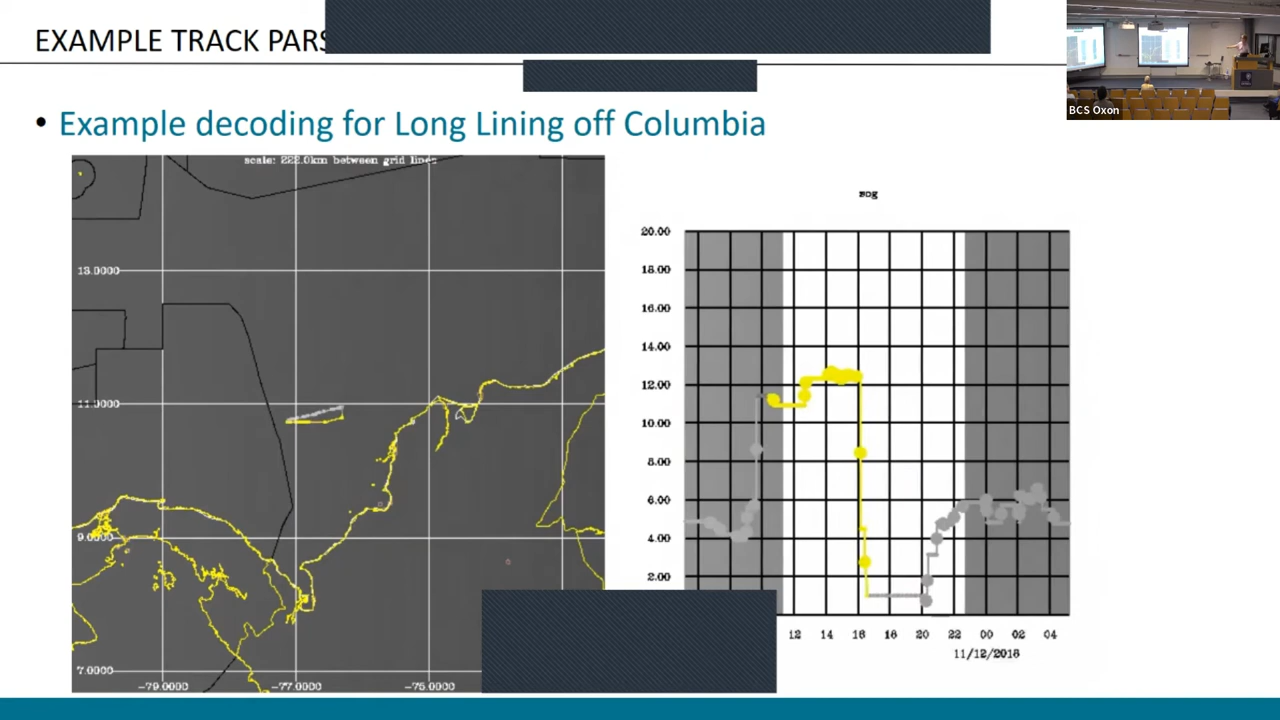 EXAMPLE TRACK PARS
BCS Oxon
• Example decoding for Long Lining off Columbia
scale: 222.0km between grid lines
13.0000
11.0000
9.0000
7.0000
-79.0000 -77.0000 -75.0000
sog
20.00
18.00
16.00
14.00
12.00
10.00
8.00
6.00
4.00
2.00
12 14 16 18 20 22 00 02 04
11/12/2016